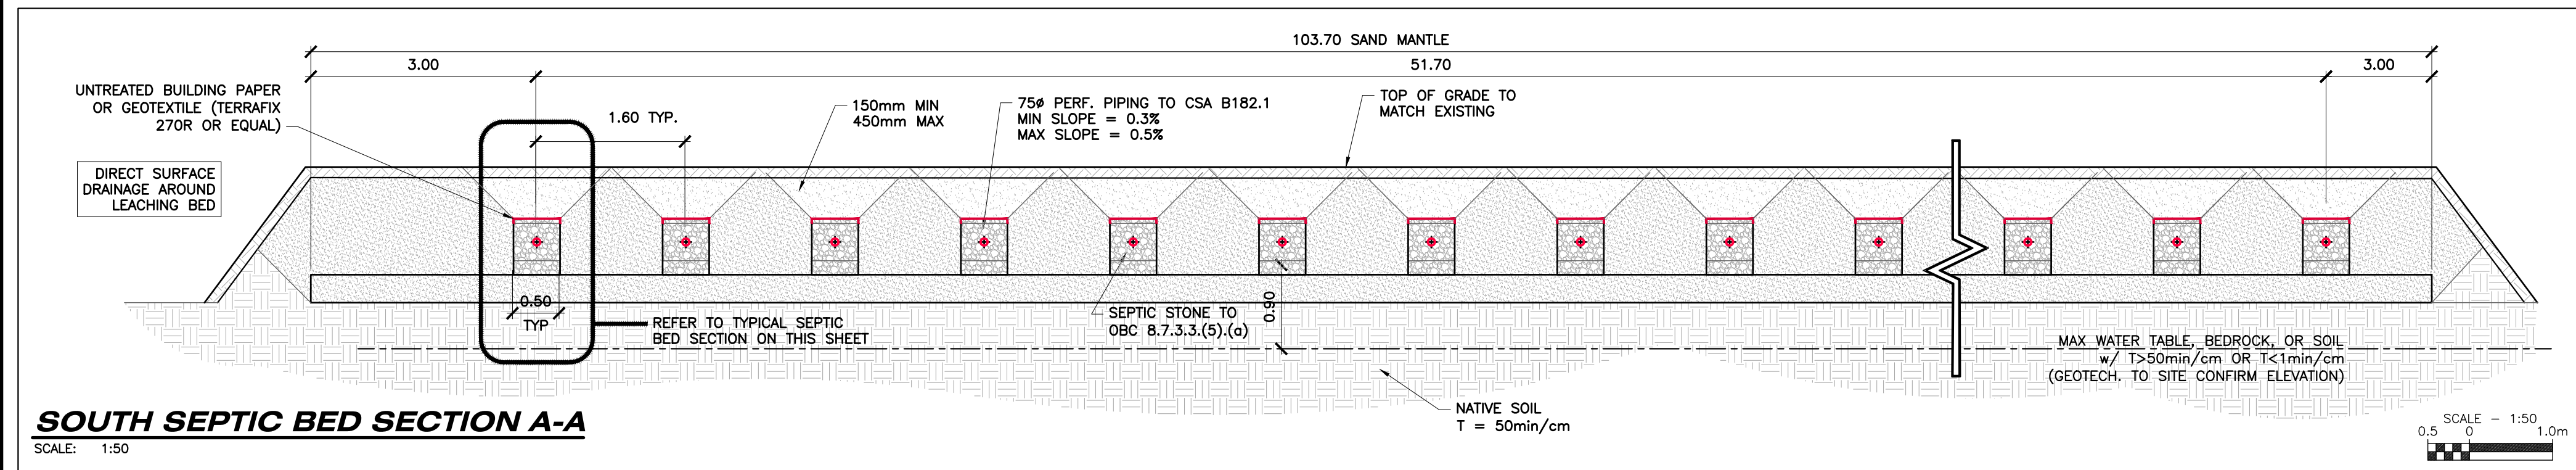 103.70 SAND MANTLE
3.00
51.70
3.00
UNTREATED BUILDING PAPER
OR GEOTEXTILE (TERRAFIX
270R OR EQUAL)
1.60 TYP.
150mm MIN
450mm MAX
75ø PERF. PIPING TO CSA B182.1
MIN SLOPE = 0.3%
MAX SLOPE = 0.5%
TOP OF GRADE TO
MATCH EXISTING
DIRECT SURFACE
DRAINAGE AROUND
LEACHING BED
0.50
TYP
REFER TO TYPICAL SEPTIC
BED SECTION ON THIS SHEET
SEPTIC STONE TO
OBC 8.7.3.3.(5).(a)
0.90
MAX WATER TABLE, BEDROCK, OR SOIL
w/ T>50min/cm OR T<1min/cm
(GEOTECH. TO SITE CONFIRM ELEVATION)
NATIVE SOIL
T = 50min/cm
SOUTH SEPTIC BED SECTION A-A
SCALE: 1:50
SCALE - 1:50
0.5 0 1.0m